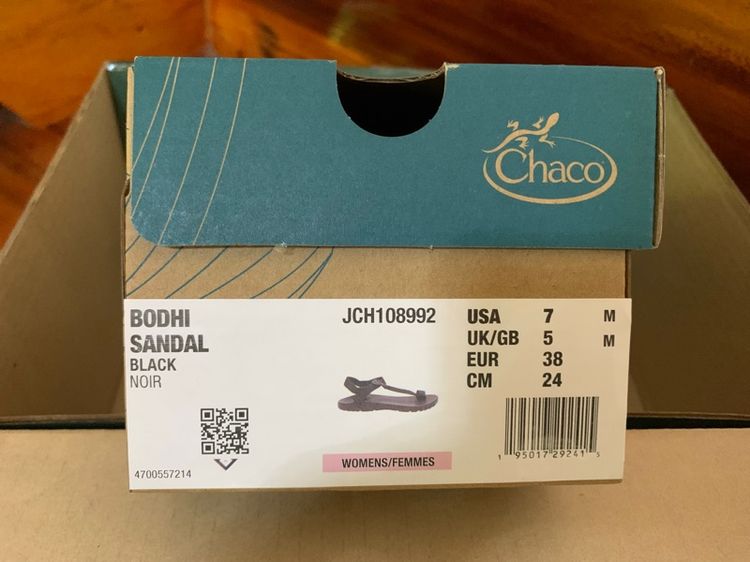 Chaco
BODHI
SANDAL
BLACK
NOIR
4700557214
JCH108992
WOMENS/FEMMES
USA 7 M
UK/GB 5 M
EUR 38
CM 24
1 95017 29241 5